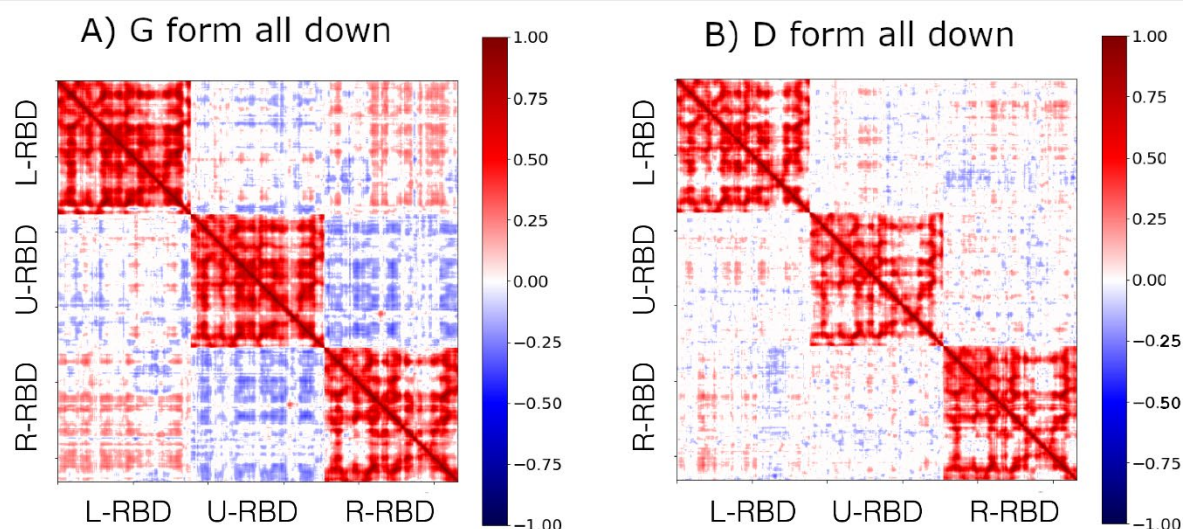 A) G form all down
L-RBD
U-RBD
R-RBD
L-RBD U-RBD R-RBD
1.00
0.75
0.50
0.25
0.00
−0.25
−0.50
−0.75
−1.00
B) D form all down
L-RBD
U-RBD
R-RBD
L-RBD U-RBD R-RBD
1.00
0.75
0.50
0.25
0.00
−0.25
−0.50
−0.75
−1.00